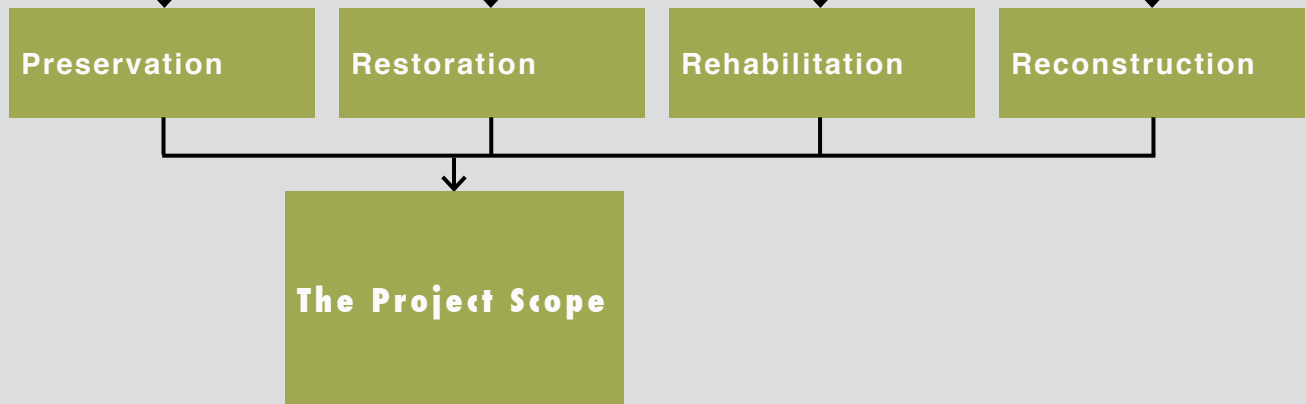 Preservation
Restoration
Rehabilitation
Reconstruction
The Project Scope